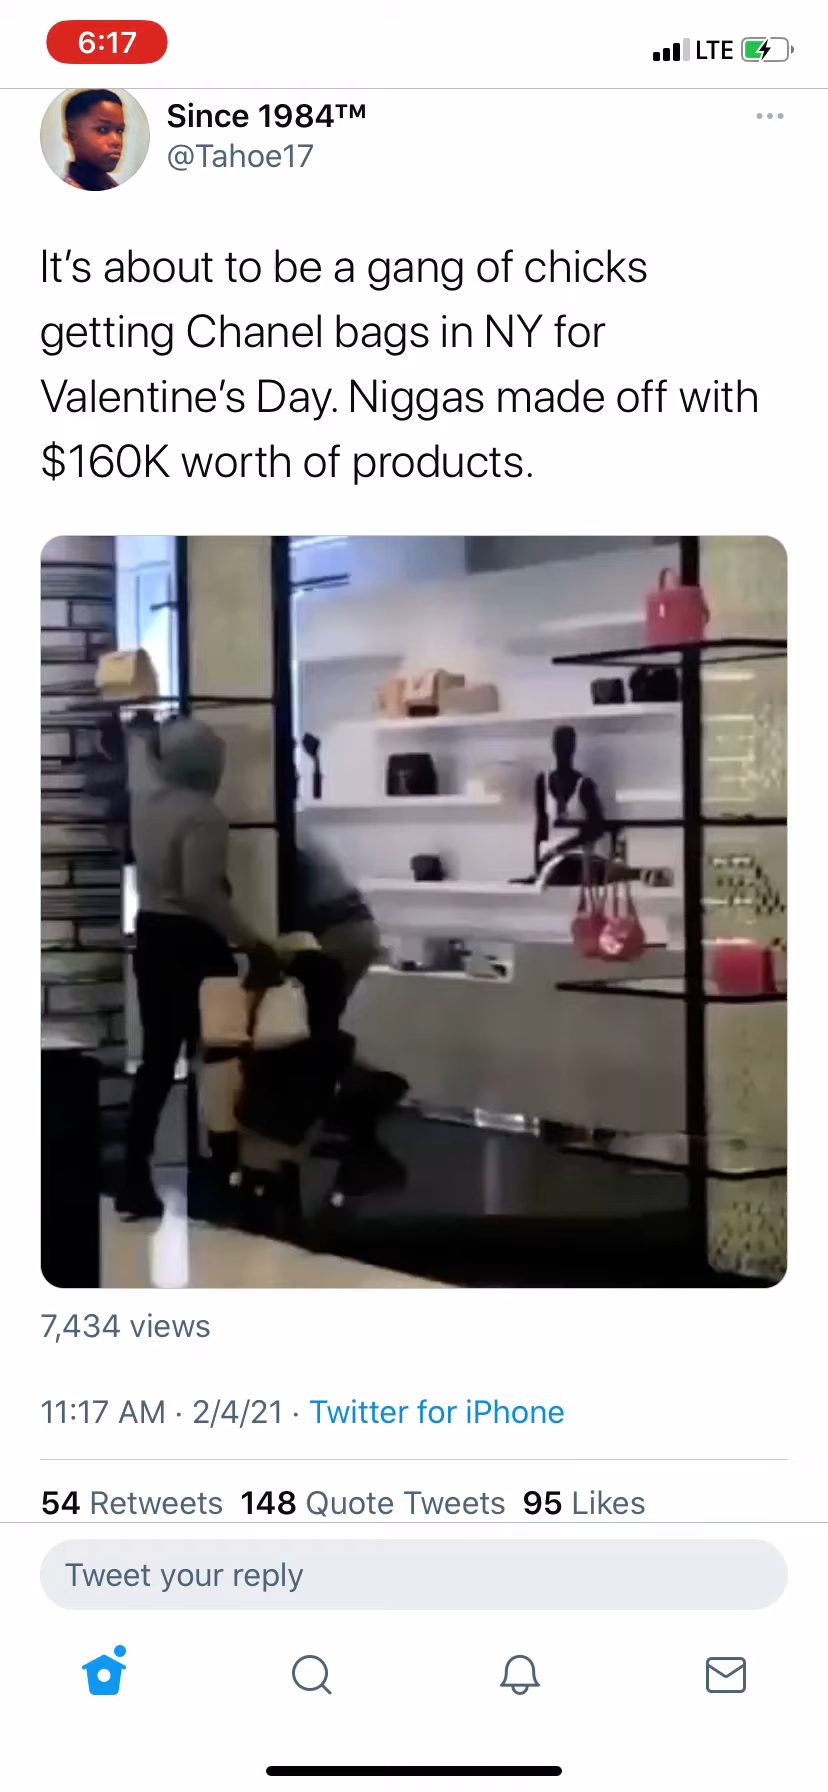 6:17
LTE
Since 1984™
@Tahoe17
It's about to be a gang of chicks
getting Chanel bags in NY for
Valentine's Day. Niggas made off with
$160K worth of products.
7,434 views
11:17 AM · 2/4/21 · Twitter for iPhone
54 Retweets 148 Quote Tweets 95 Likes
Tweet your reply